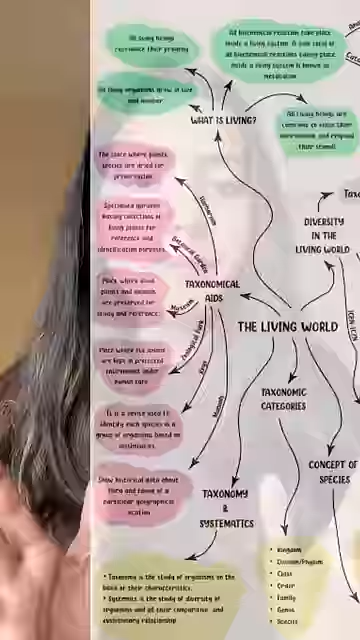 All living beings
reproduce their progeny
All biochemical reaction take place
inside a living system. A sum total of
all biochemical reactions taking place
inside a living system is known as
metabolism
All living organisms grow in size
and number
WHAT IS LIVING?
All living beings are
conscious to sense their
environment and respond
their stimuli
The place where plants
species are dried for
preservation
Herbarium
Specialised gardens
having collections of
living plants for
reference and
identification purposes
Botanical Garden
DIVERSITY
IN THE
LIVING WORLD
Place where dead
plants and animals
are preserved for
study and reference.
Museum
TAXONOMICAL
AIDS
THE LIVING WORLD
ICBN ICZN
Place where the animals
are kept in protected
environment under
human care
Zoological Park
Keys
TAXONOMIC
CATEGORIES
It is a device used to
identify each species in a
group of organisms based on
similarities.
Manuals
CONCEPT OF
SPECIES
Show historical data about
flora and fauna of a
particular geographical
location
TAXONOMY
&
SYSTEMATICS
• Taxonomy is the study of organisms on the
basis of their characteristics.
• Systematics is the study of diversity of
organisms and all their comparative and
evolutionary relationship
• Kingdom
• Division/Phylum
• Class
• Order
• Family
• Genus
• Species